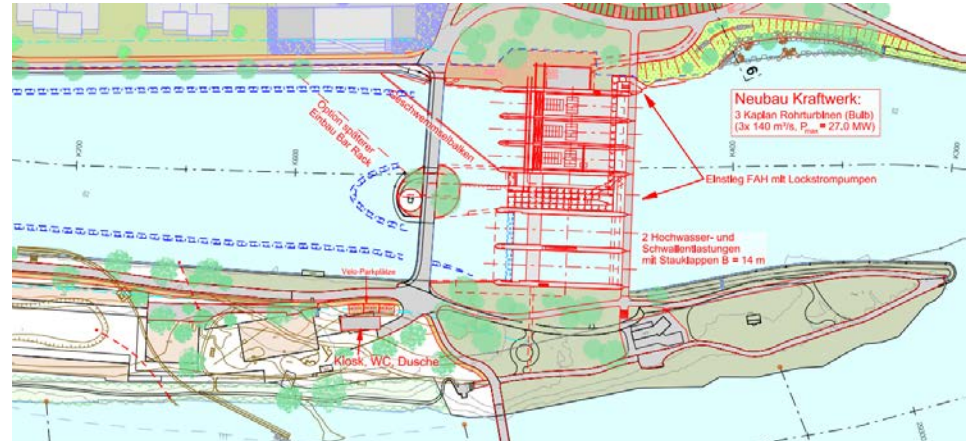 Option späterer
Einbau Bar Rack
Geschwemmselbalken
Neubau Kraftwerk:
3 Kaplan Rohrturbinen (Bulb)
(3x 140 m³/s, Pmax = 27,0 MW)
Einstieg FAH mit Lockstrompumpen
2 Hochwasser- und
Schwallentlastungen
mit Stauklappen B = 14 m
Velo-Parkplätze
Kiosk, WC, Dusche